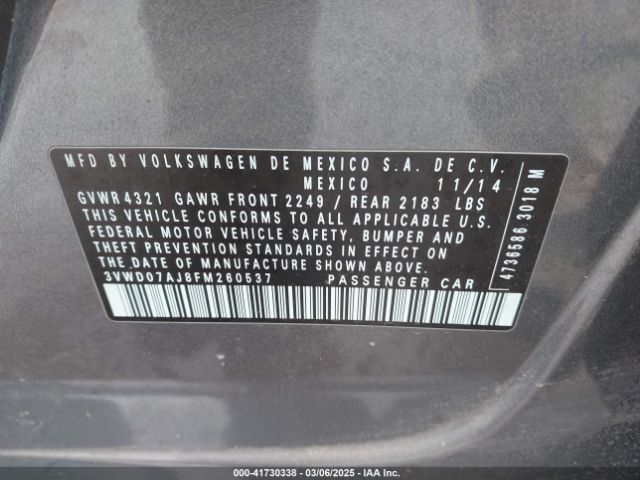 MFD BY VOLKSWAGEN DE MEXICO S.A. DE C.V.
MEXICO 11/14
GVWR 4321 GAWR FRONT 2249 / REAR 2183 LBS
THIS VEHICLE CONFORMS TO ALL APPLICABLE U.S.
FEDERAL MOTOR VEHICLE SAFETY, BUMPER AND
THEFT PREVENTION STANDARDS IN EFFECT ON
THE DATE OF MANUFACTURE SHOWN ABOVE.
3VWD07AJ8FM260537 PASSENGER CAR
4736586 3018 M
000-41730338 — 03/06/2025 — IAA Inc.